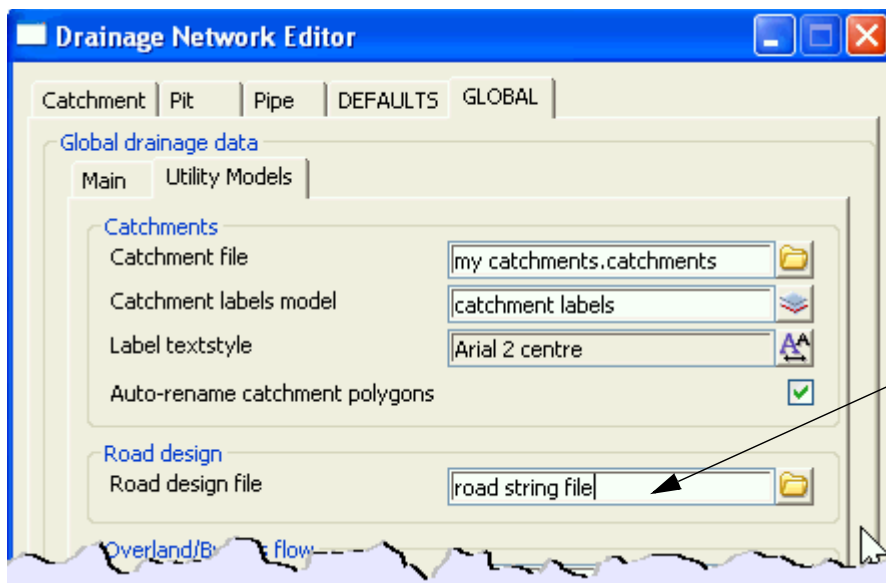 Drainage Network Editor
Catchment Pit Pipe DEFAULTS GLOBAL
Global drainage data
Main Utility Models
Catchments
Catchment file my catchments.catchments
Catchment labels model catchment labels
Label textstyle Arial 2 centre
Auto-rename catchment polygons
Road design
Road design file road string file
flow